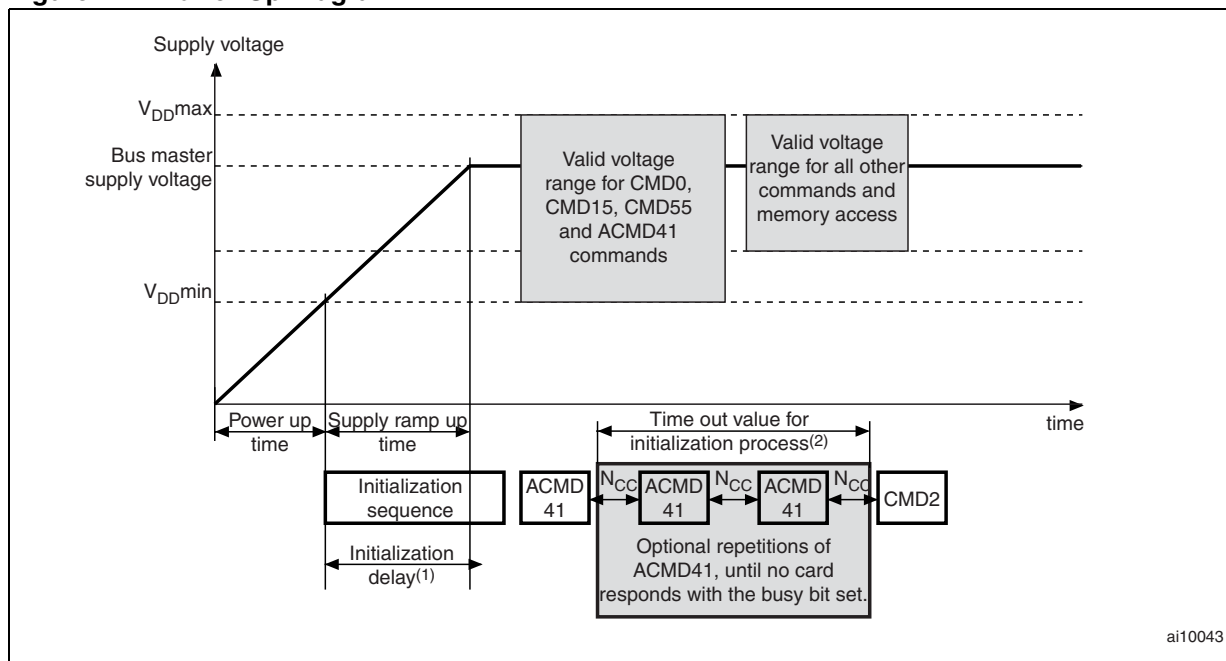 Supply voltage
V_DDmax
Bus master
supply voltage
V_DDmin
Valid voltage
range for CMD0,
CMD15, CMD55
and ACMD41
commands
Valid voltage
range for all other
commands and
memory access
time
Power up
time
Supply ramp up
time
Time out value for
initialization process(2)
Initialization
sequence
ACMD
41
N_CC
ACMD
41
N_CC
ACMD
41
N_CC
CMD2
Initialization
delay(1)
Optional repetitions of
ACMD41, until no card
responds with the busy bit set.
ai10043